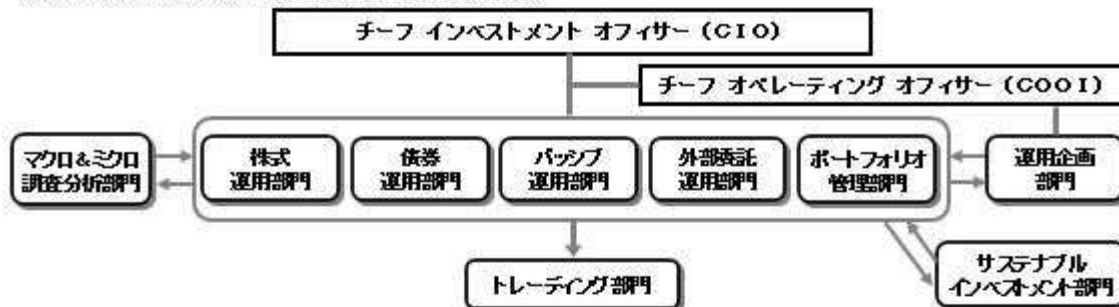 チーフ インベストメント オフィサー (CIO)
チーフ オペレーティング オフィサー (COOI)
マクロ&ミクロ
調査分析部門
株式
運用部門
債券
運用部門
パッシブ
運用部門
外部委託
運用部門
ポートフォリオ
管理部門
運用企画
部門
トレーディング部門
サステナブル
インベストメント部門